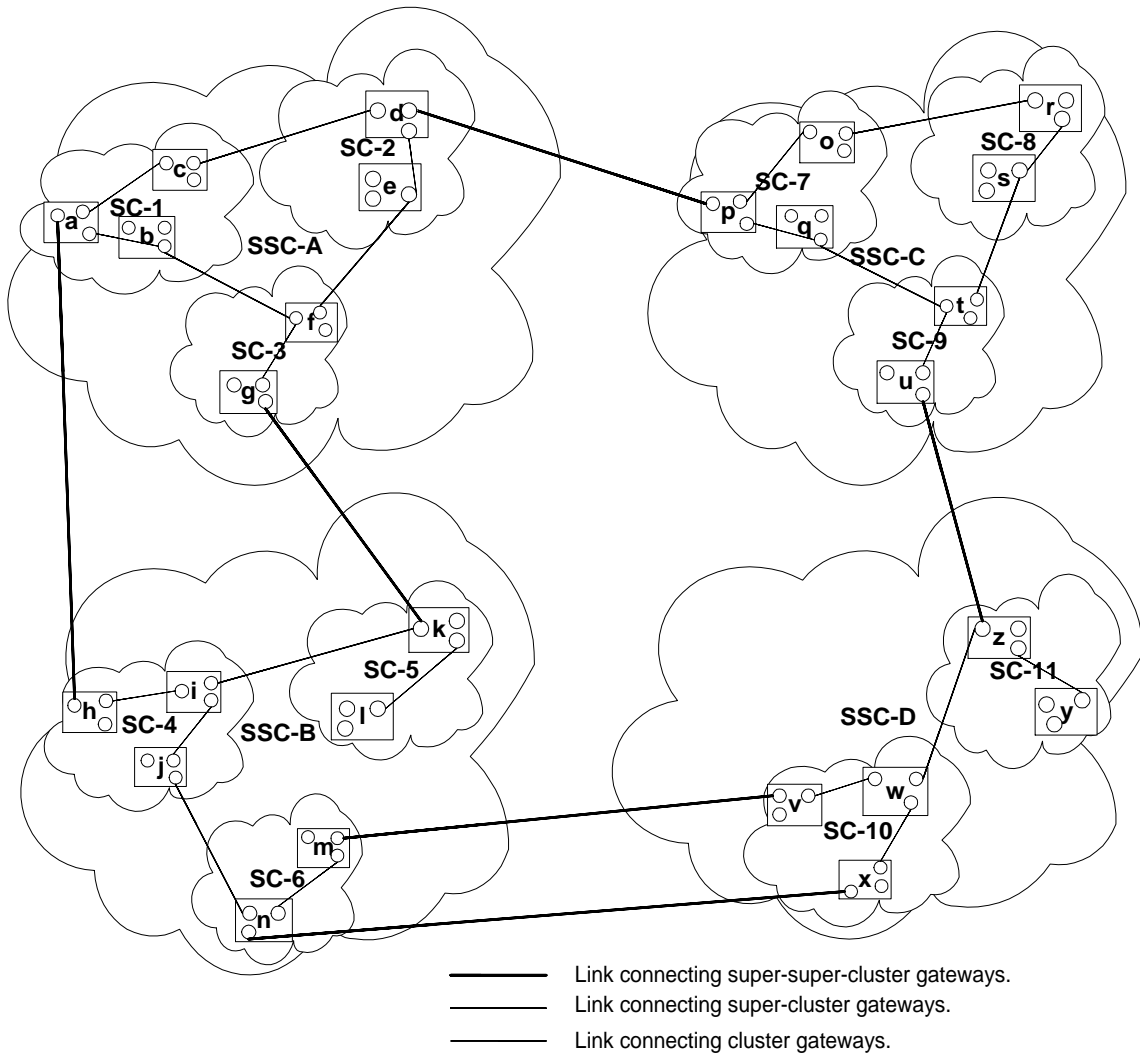 d
SC-2
c
e
SC-1
a
b
SSC-A
f
SC-3
g
r
o
SC-8
SC-7
s
p
q
SSC-C
t
SC-9
u
k
SC-5
i
h
SC-4
SSC-B
l
j
m
SC-6
n
z
SC-11
y
SSC-D
w
v
SC-10
x
Link connecting super-super-cluster gateways.
Link connecting super-cluster gateways.
Link connecting cluster gateways.